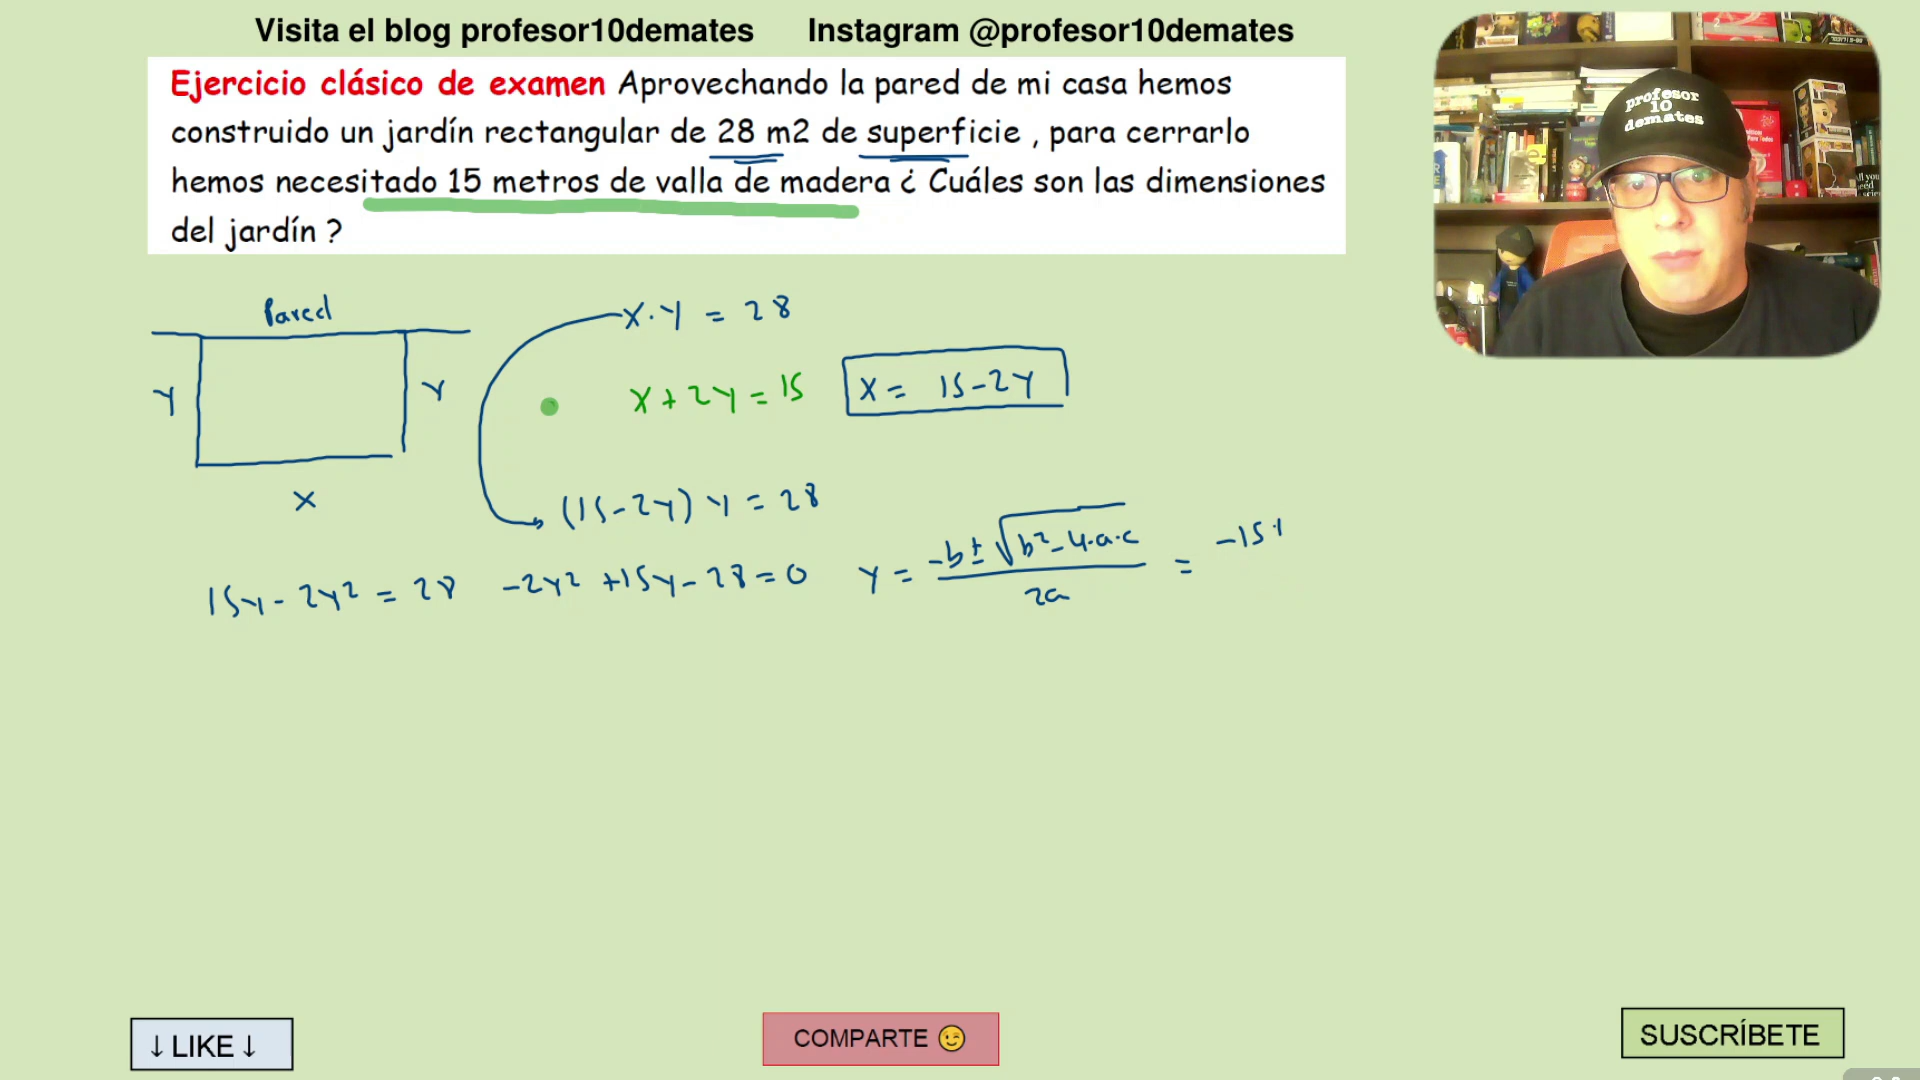 Visita el blog profesor10demates Instagram @profesor10demates
Ejercicio clásico de examen Aprovechando la pared de mi casa hemos
construido un jardín rectangular de 28 m2 de superficie , para cerrarlo
hemos necesitado 15 metros de valla de madera ¿ Cuáles son las dimensiones
del jardín ?
profesor
10
demates
Pared
x·y = 28
y
y
x + 2y = 15
x = 15-2y
x
(15-2y) y = 28
15y - 2y² = 28
-2y² +15y - 28 = 0
y = -b ± √b² - 4·a·c / 2a = -15
↓ LIKE ↓
COMPARTE 😉
SUSCRÍBETE